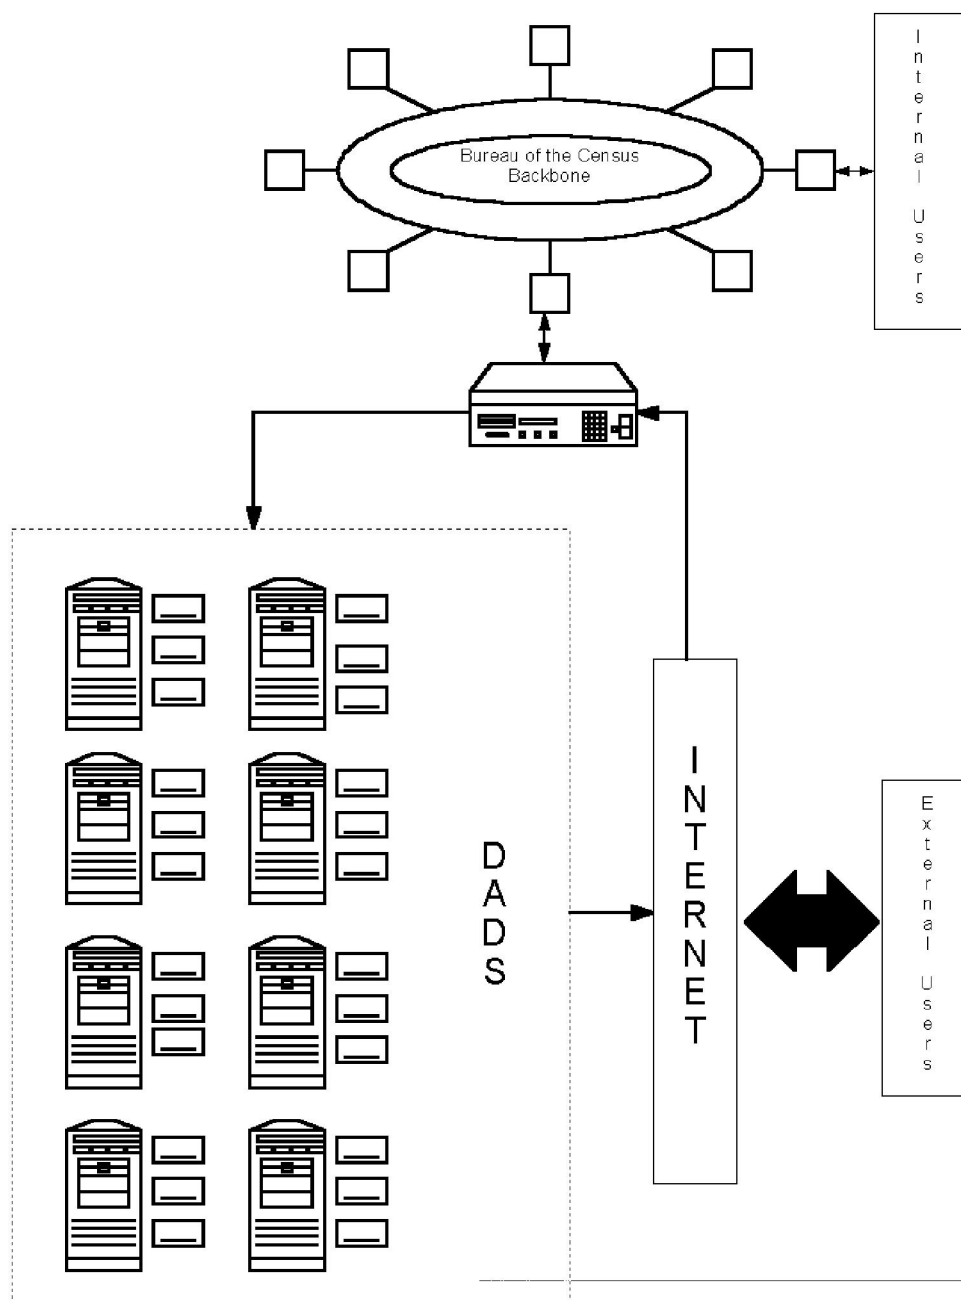 Bureau of the Census
Backbone
Internal Users
DADS
INTERNET
External Users